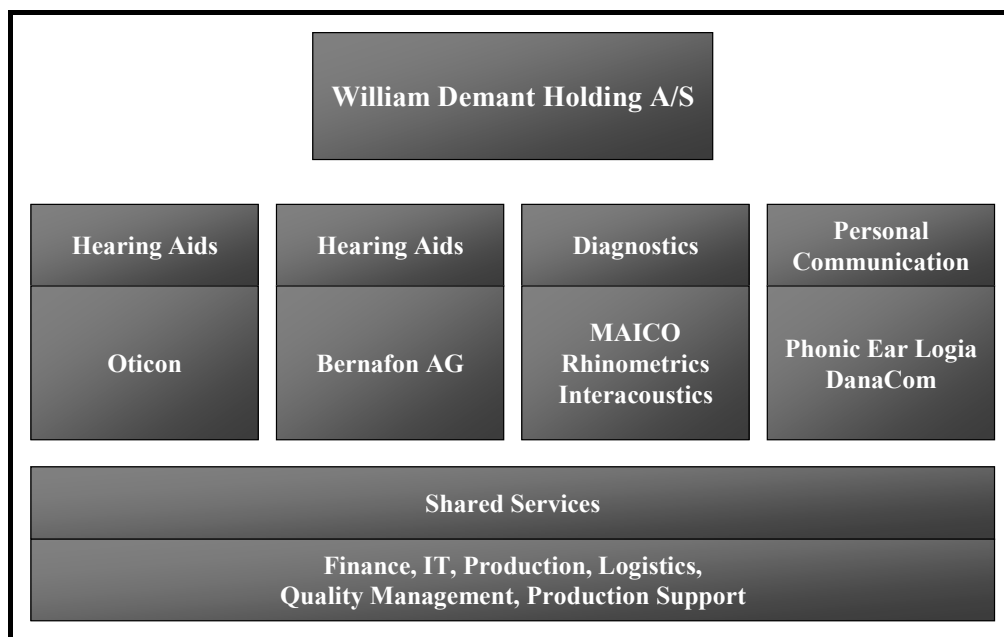 William Demant Holding A/S
Hearing Aids
Oticon
Hearing Aids
Bernafon AG
Diagnostics
MAICO
Rhinometrics
Interacoustics
Personal
Communication
Phonic Ear Logia
DanaCom
Shared Services
Finance, IT, Production, Logistics,
Quality Management, Production Support